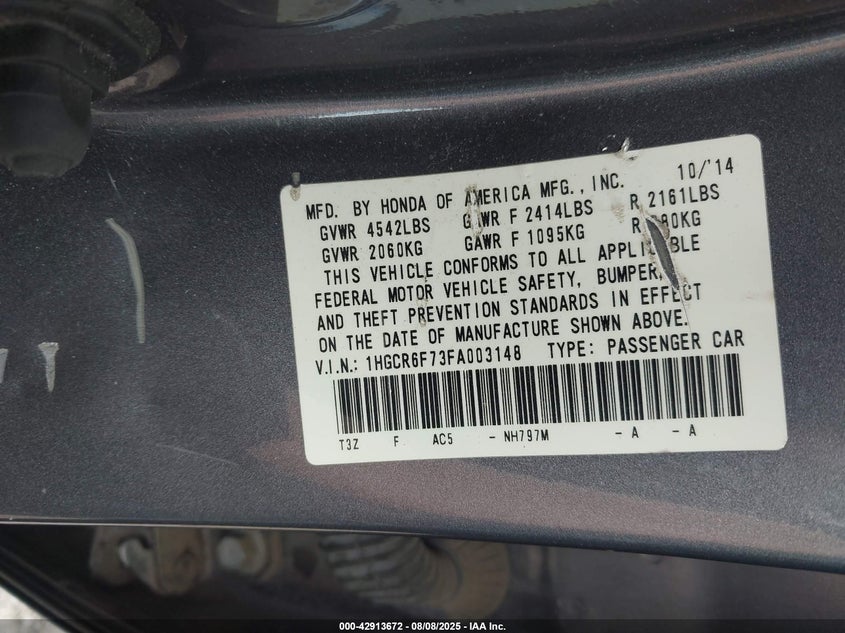 MFD. BY HONDA OF AMERICA MFG., INC. 10/'14
GVWR 4542LBS GAWR F 2414LBS R 2161LBS
GVWR 2060KG GAWR F 1095KG R 980KG
THIS VEHICLE CONFORMS TO ALL APPLICABLE
FEDERAL MOTOR VEHICLE SAFETY, BUMPER,
AND THEFT PREVENTION STANDARDS IN EFFECT
ON THE DATE OF MANUFACTURE SHOWN ABOVE.
V.I.N.: 1HGCR6F73FA003148 TYPE: PASSENGER CAR
T3Z F AC5 - NH797M - A - A
000-42913672 - 08/08/2025 - IAA Inc.